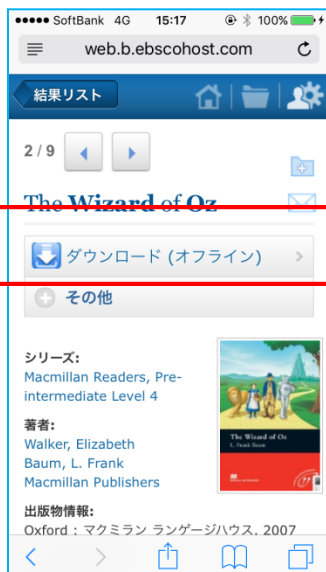 SoftBank 4G 15:17 100%
web.b.ebscohost.com
結果リスト
2 / 9
The Wizard of Oz
ダウンロード (オフライン)
その他
シリーズ:
Macmillan Readers, Pre-
intermediate Level 4
著者:
Walker, Elizabeth
Baum, L. Frank
Macmillan Publishers
The Wizard of Oz
L. Frank Baum
出版物情報:
Oxford : マクミラン ランゲージハウス, 2007